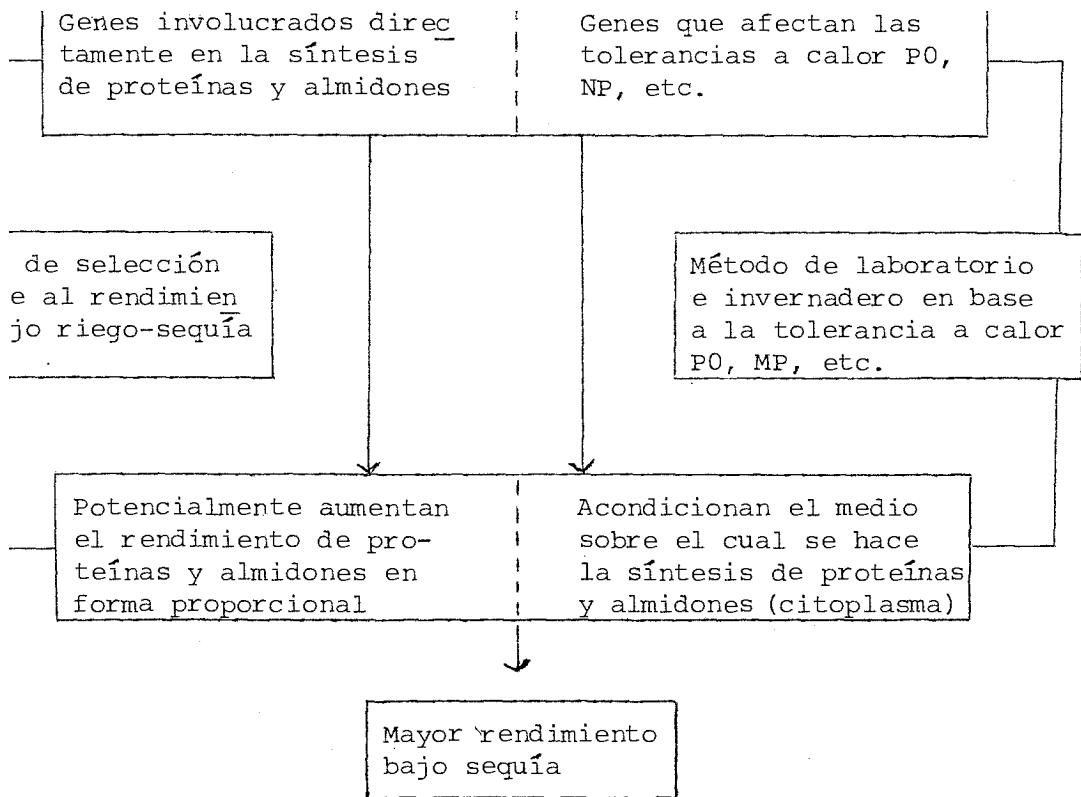 Genes involucrados direc
tamente en la síntesis
de proteínas y almidones
Genes que afectan las
tolerancias a calor PO,
NP, etc.
de selección
e al rendimien
jo riego-sequía
Método de laboratorio
e invernadero en base
a la tolerancia a calor
PO, MP, etc.
Potencialmente aumentan
el rendimiento de pro-
teínas y almidones en
forma proporcional
Acondicionan el medio
sobre el cual se hace
la síntesis de proteínas
y almidones (citoplasma)
Mayor rendimiento
bajo sequía